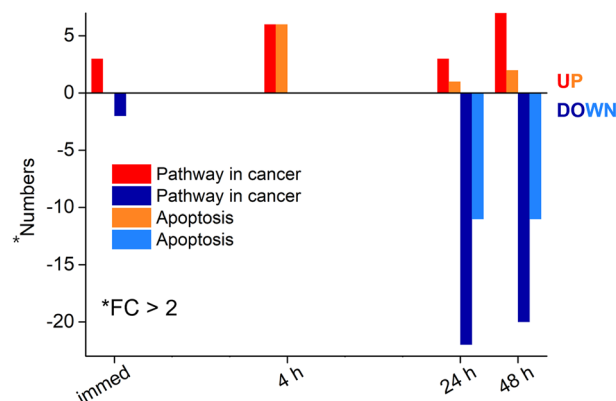 5
0
-5
-10
-15
-20
*Numbers
UP
DOWN
Pathway in cancer
Pathway in cancer
Apoptosis
Apoptosis
*FC > 2
immed
4 h
24 h
48 h